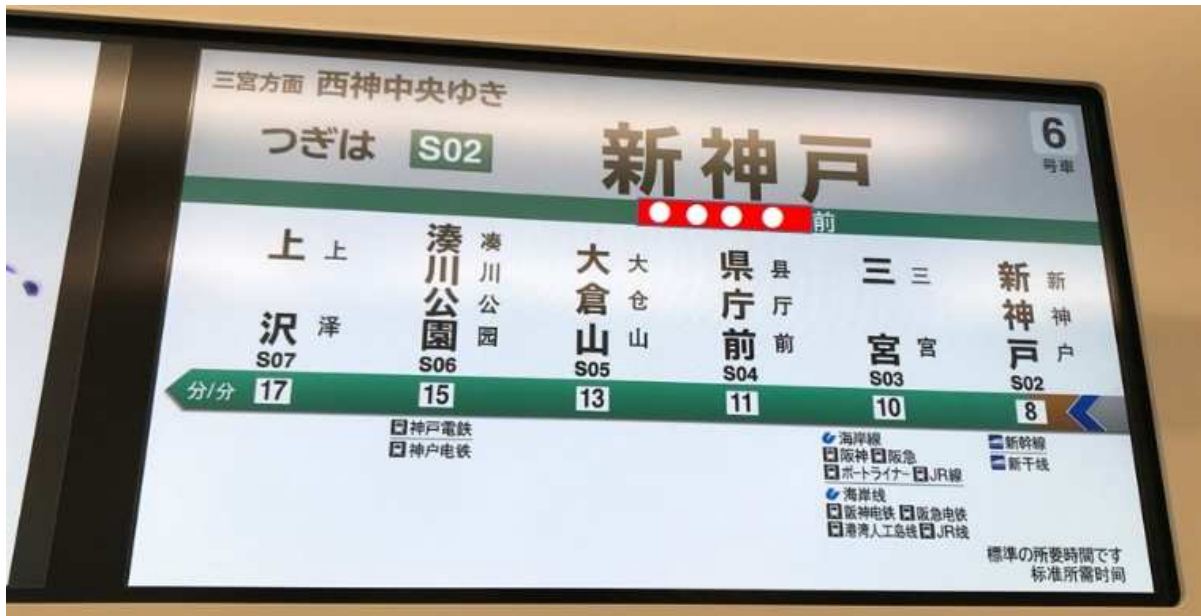 三宮方面 西神中央ゆき
つぎは S02 新神戸
6
号車
前
上沢 上泽
S07
湊川公園 凑川公园
S06
大倉山 大仓山
S05
県庁前 县厅前
S04
三宮 三宫
S03
新神戸 新神户
S02
分/分 17 15 13 11 10 8
神戸電鉄
神户电铁
海岸線
阪神 阪急
ポートライナー JR線
海岸线
阪神电铁 阪急电铁
港湾人工岛线 JR线
新幹線
新干线
標準の所要時間です
标准所需时间